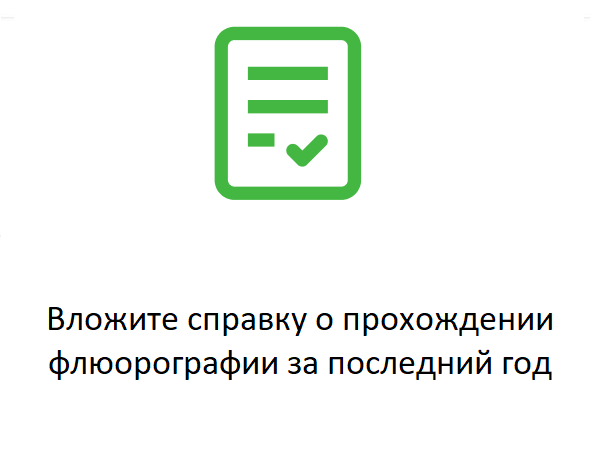 Вложите справку о прохождении
флюорографии за последний год